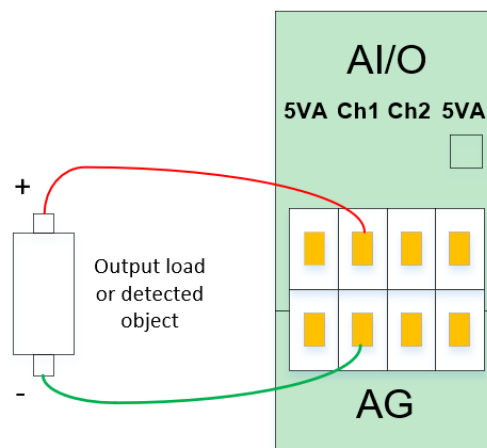 AI/O
5VA Ch1 Ch2 5VA
+
Output load
or detected
object
-
AG